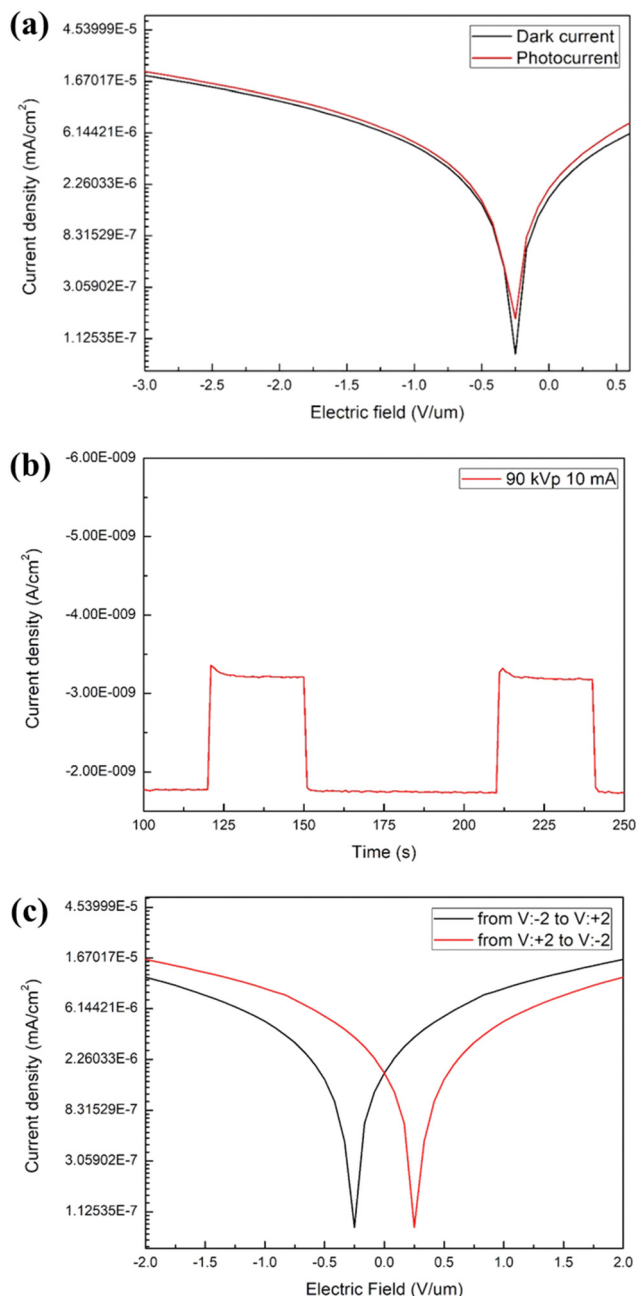 (a)
4.53999E-5
1.67017E-5
6.14421E-6
2.26033E-6
8.31529E-7
3.05902E-7
1.12535E-7
Current density (mA/cm²)
Dark current
Photocurrent
-3.0 -2.5 -2.0 -1.5 -1.0 -0.5 0.0 0.5
Electric field (V/um)
(b)
-6.00E-009
-5.00E-009
-4.00E-009
-3.00E-009
-2.00E-009
Current density (A/cm²)
90 kVp 10 mA
100 125 150 175 200 225 250
Time (s)
(c)
4.53999E-5
1.67017E-5
6.14421E-6
2.26033E-6
8.31529E-7
3.05902E-7
1.12535E-7
Current density (mA/cm²)
from V:-2 to V:+2
from V:+2 to V:-2
-2.0 -1.5 -1.0 -0.5 0.0 0.5 1.0 1.5 2.0
Electric Field (V/um)